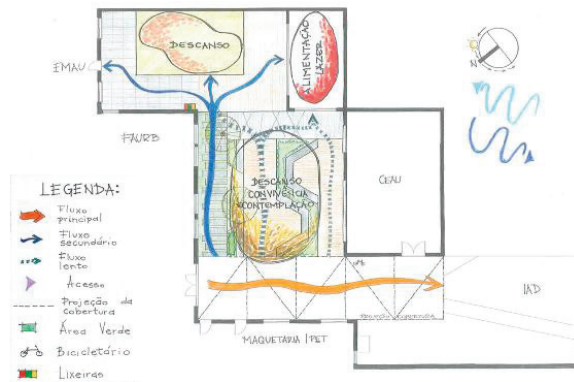 DESCANSO
ALIMENTAÇÃO
LAZER
EMAU
N
FAURB
DESCANSO
CONVIVÊNCIA
CONTEMPLAÇÃO
CEAU
LEGENDA:
Fluxo
principal
Fluxo
secundário
Fluxo
lento
Acesso
Projeção da
cobertura
Área Verde
Bicicletário
Lixeiras
IAD
MAQUETARIA | PET